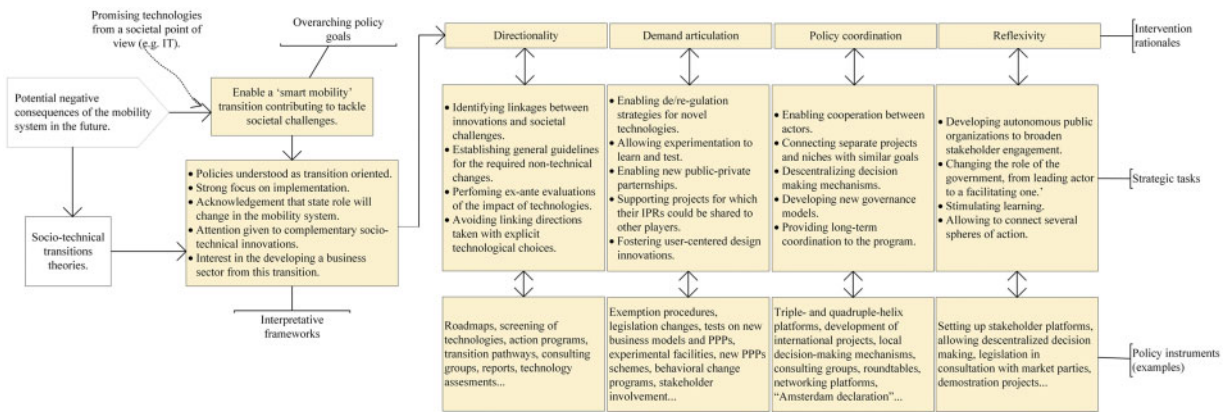 Promising technologies
from a societal point of
view (e.g. IT).
Overarching policy
goals
Potential negative
consequences of the mobility
system in the future.
Enable a ‘smart mobility’
transition contributing to tackle
societal challenges.
• Policies understood as transition oriented.
• Strong focus on implementation.
• Acknowledgement that state role will
change in the mobility system.
• Attention given to complementary socio-
technical innovations.
• Interest in the developing a business
sector from this transition.
Socio-technical
transitions
theories.
Interpretative
frameworks
Directionality
Demand articulation
Policy coordination
Reflexivity
Intervention
rationales
• Identifying linkages between
innovations and societal
challenges.
• Establishing general guidelines
for the required non-technical
changes.
• Perfoming ex-ante evaluations
of the impact of technologies.
• Avoiding linking directions
taken with explicit
technological choices.
• Enabling de/re-gulation
strategies for novel
technologies.
• Allowing experimentation to
learn and test.
• Enabling new public-private
parternships.
• Supporting projects for which
their IPRs could be shared to
other players.
• Fostering user-centered design
innovations.
• Enabling cooperation between
actors.
• Connecting separate projects
and niches with similar goals
• Descentralizing decision
making mechanisms.
• Developing new governance
models.
• Providing long-term
coordination to the program.
• Developing autonomous public
organizations to broaden
stakeholder engagement.
• Changing the role of the
government, from leading actor
to a facilitating one.’
• Stimulating learning.
• Allowing to connect several
spheres of action.
Strategic tasks
Roadmaps, screening of
technologies, action programs,
transition pathways, consulting
groups, reports, technology
assesments...
Exemption procedures,
legislation changes, tests on new
business models and PPPs,
experimental facilities, new PPPs
schemes, behavioral change
programs, stakeholder
involvement...
Triple- and quadruple-helix
platforms, development of
international projects, local
decision-making mechanisms,
consulting groups, roundtables,
networking platforms,
“Amsterdam declaration”...
Setting up stakeholder platforms,
allowing descentralized decision
making, legislation in
consultation with market parties,
demostration projects...
Policy instruments
(examples)